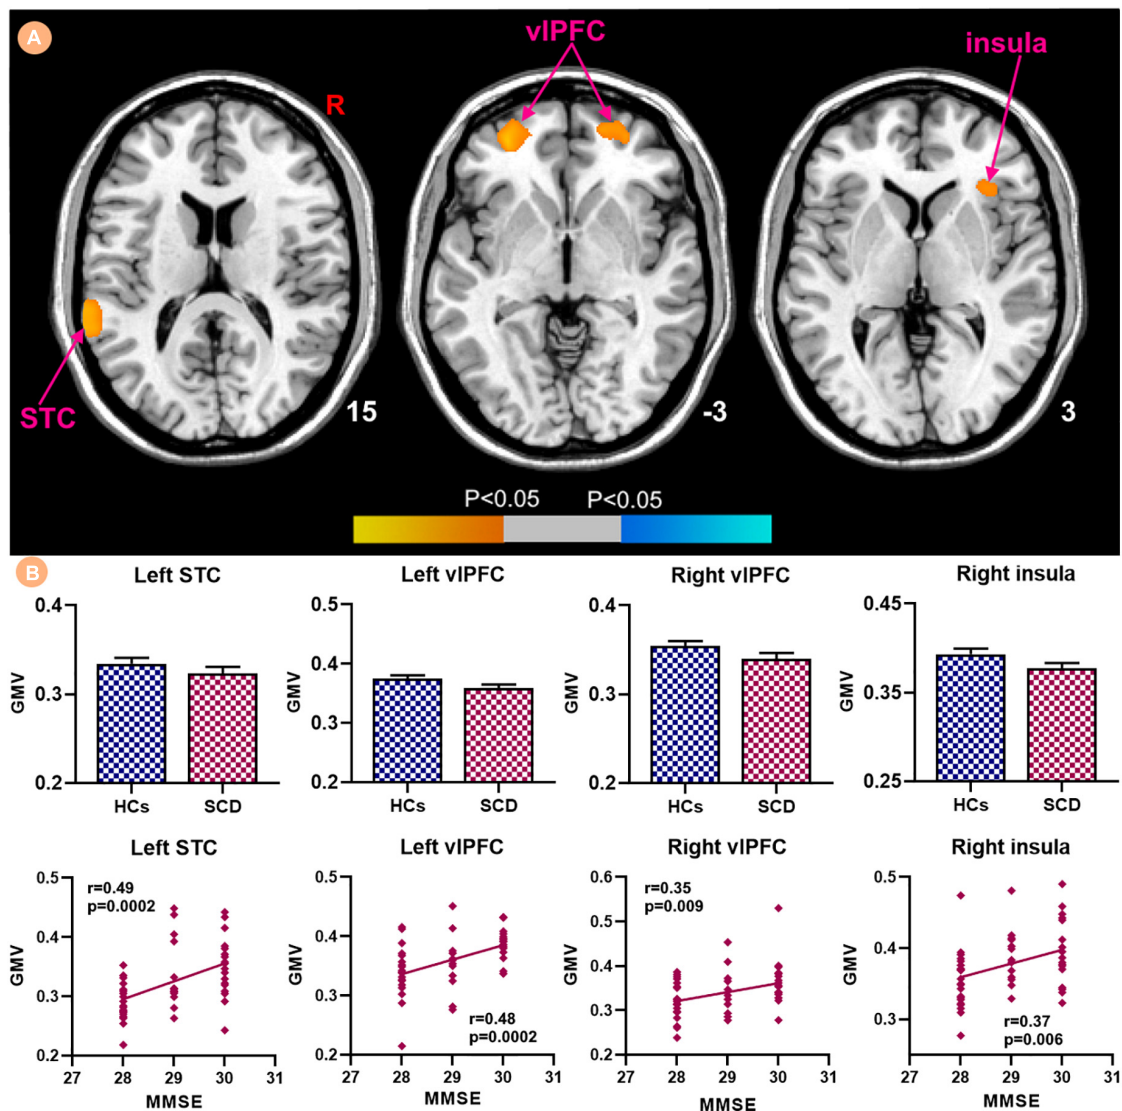 A
vlPFC
insula
R
STC
15
-3
3
P<0.05 P<0.05
B
Left STC
GMV
0.4
0.3
0.2
HCs SCD
Left vlPFC
GMV
0.5
0.4
0.3
0.2
HCs SCD
Right vlPFC
GMV
0.4
0.3
0.2
HCs SCD
Right insula
GMV
0.45
0.35
0.25
HCs SCD
Left STC
r=0.49
p=0.0002
GMV
0.5
0.4
0.3
0.2
27 28 29 30 31
MMSE
Left vlPFC
GMV
0.5
0.4
0.3
0.2
r=0.48
p=0.0002
27 28 29 30 31
MMSE
Right vlPFC
r=0.35
p=0.009
GMV
0.6
0.5
0.4
0.3
0.2
27 28 29 30 31
MMSE
Right insula
GMV
0.5
0.4
0.3
r=0.37
p=0.006
27 28 29 30 31
MMSE